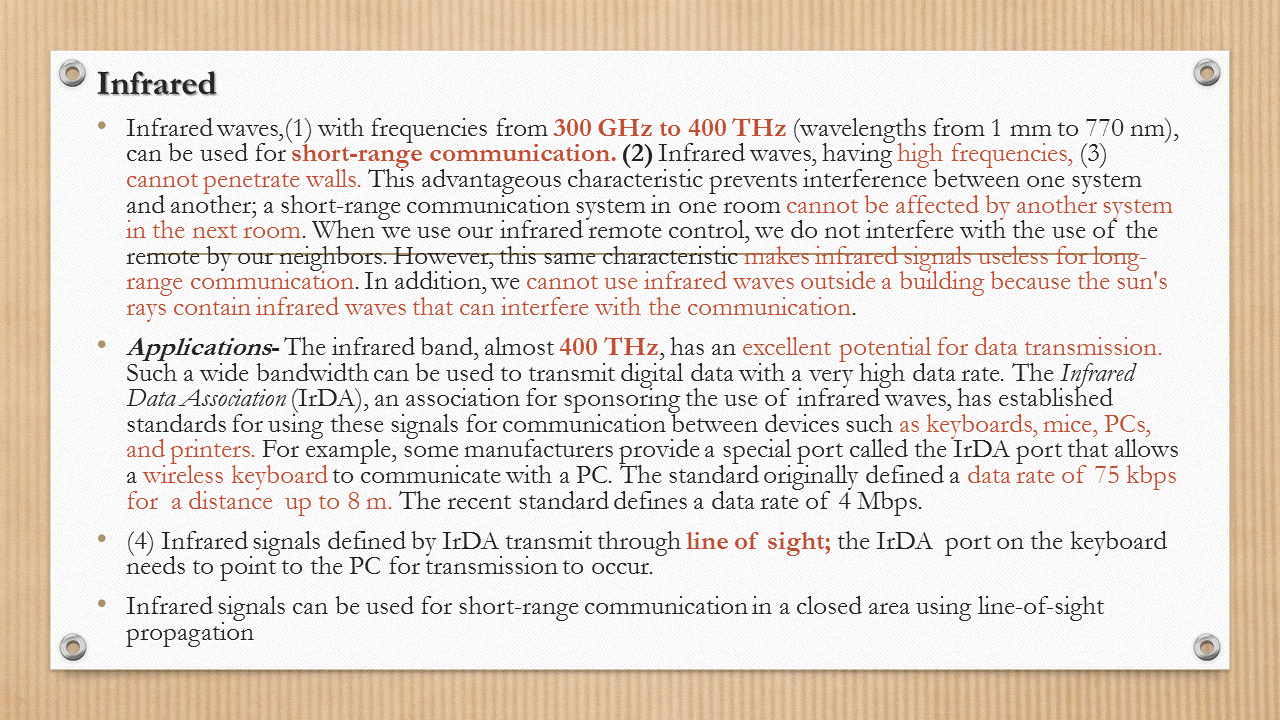 Infrared
• Infrared waves,(1) with frequencies from 300 GHz to 400 THz (wavelengths from 1 mm to 770 nm),
can be used for short-range communication. (2) Infrared waves, having high frequencies, (3)
cannot penetrate walls. This advantageous characteristic prevents interference between one system
and another; a short-range communication system in one room cannot be affected by another system
in the next room. When we use our infrared remote control, we do not interfere with the use of the
remote by our neighbors. However, this same characteristic makes infrared signals useless for long-
range communication. In addition, we cannot use infrared waves outside a building because the sun's
rays contain infrared waves that can interfere with the communication.
• Applications- The infrared band, almost 400 THz, has an excellent potential for data transmission.
Such a wide bandwidth can be used to transmit digital data with a very high data rate. The Infrared
Data Association (IrDA), an association for sponsoring the use of infrared waves, has established
standards for using these signals for communication between devices such as keyboards, mice, PCs,
and printers. For example, some manufacturers provide a special port called the IrDA port that allows
a wireless keyboard to communicate with a PC. The standard originally defined a data rate of 75 kbps
for a distance up to 8 m. The recent standard defines a data rate of 4 Mbps.
• (4) Infrared signals defined by IrDA transmit through line of sight; the IrDA port on the keyboard
needs to point to the PC for transmission to occur.
• Infrared signals can be used for short-range communication in a closed area using line-of-sight
propagation